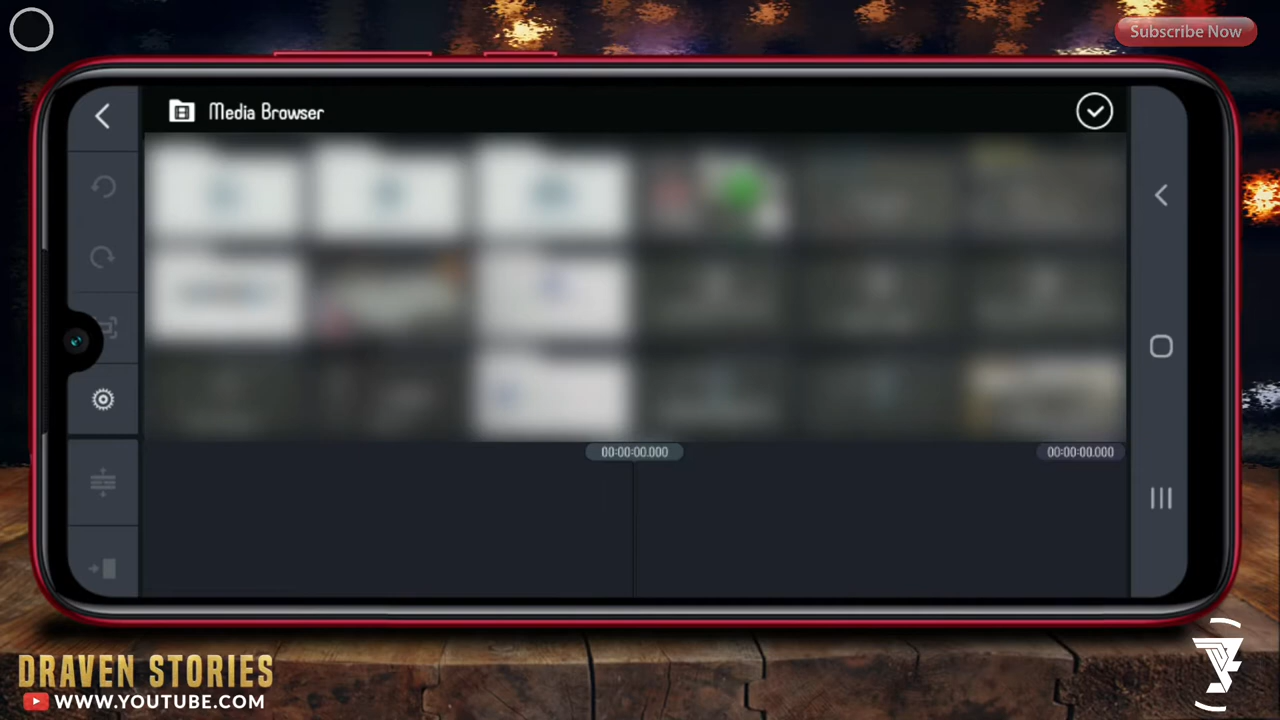 Subscribe Now
Media Browser
00:00:00.000
00:00:00.000
DRAVEN STORIES
WWW.YOUTUBE.COM